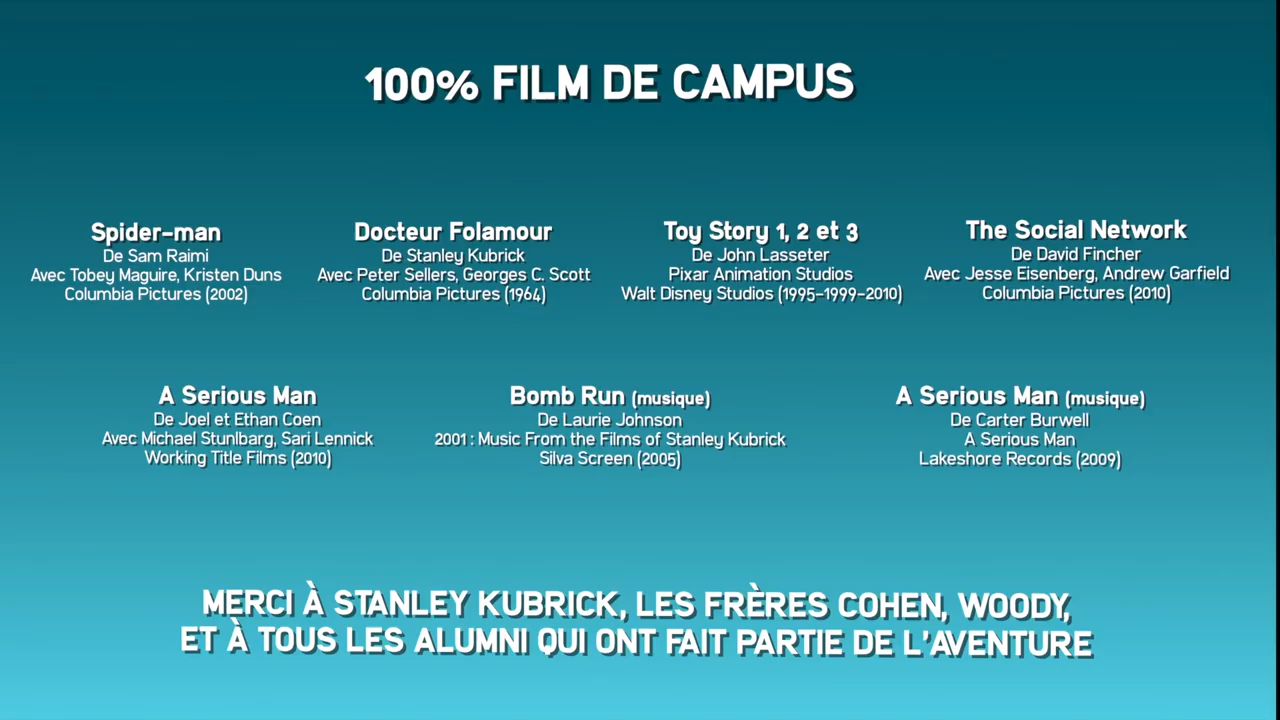 100% FILM DE CAMPUS
Spider-man
De Sam Raimi
Avec Tobey Maguire, Kristen Duns
Columbia Pictures (2002)
Docteur Folamour
De Stanley Kubrick
Avec Peter Sellers, Georges C. Scott
Columbia Pictures (1964)
Toy Story 1, 2 et 3
De John Lasseter
Pixar Animation Studios
Walt Disney Studios (1995-1999-2010)
The Social Network
De David Fincher
Avec Jesse Eisenberg, Andrew Garfield
Columbia Pictures (2010)
A Serious Man
De Joel et Ethan Coen
Avec Michael Stunlbarg, Sari Lennick
Working Title Films (2010)
Bomb Run (musique)
De Laurie Johnson
2001 : Music From the Films of Stanley Kubrick
Silva Screen (2005)
A Serious Man (musique)
De Carter Burwell
A Serious Man
Lakeshore Records (2009)
MERCI À STANLEY KUBRICK, LES FRÈRES COHEN, WOODY,
ET À TOUS LES ALUMNI QUI ONT FAIT PARTIE DE L'AVENTURE